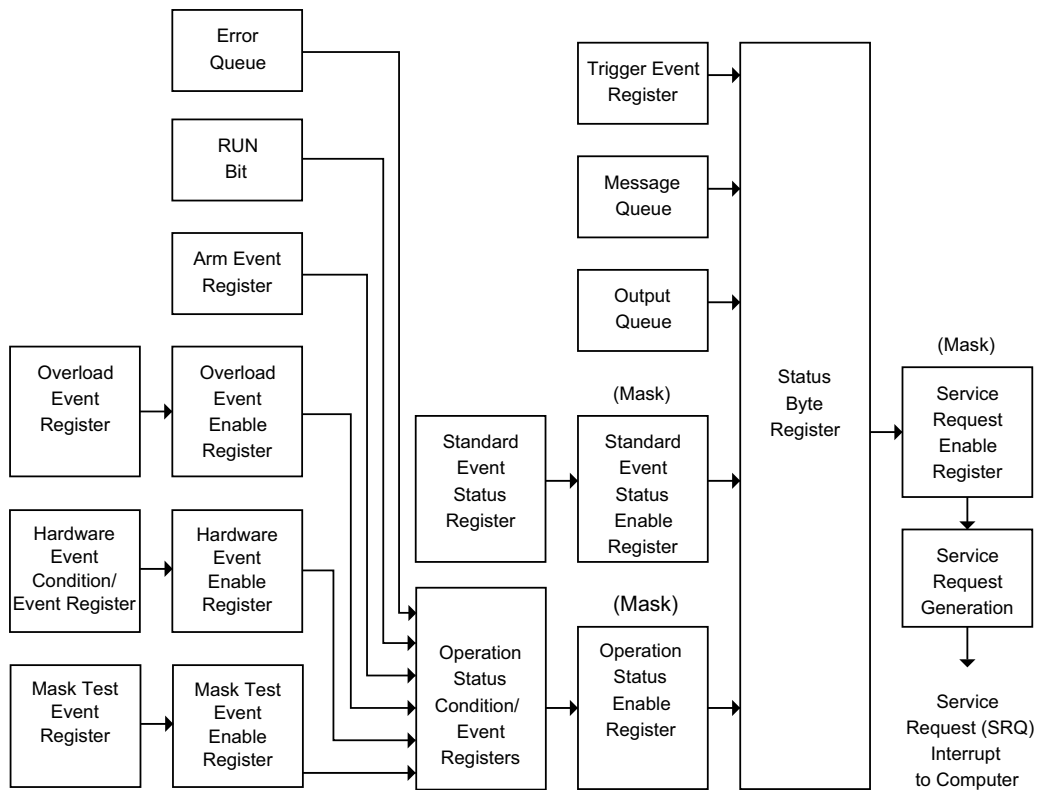 Error
Queue
RUN
Bit
Arm Event
Register
Overload
Event
Register
Overload
Event
Enable
Register
Hardware
Event
Condition/
Event Register
Hardware
Event
Enable
Register
Mask Test
Event
Register
Mask Test
Event
Enable
Register
Standard
Event
Status
Register
Operation
Status
Condition/
Event
Registers
Trigger Event
Register
Message
Queue
Output
Queue
(Mask)
Standard
Event
Status
Enable
Register
(Mask)
Operation
Status
Enable
Register
Status
Byte
Register
(Mask)
Service
Request
Enable
Register
Service
Request
Generation
Service
Request (SRQ)
Interrupt
to Computer